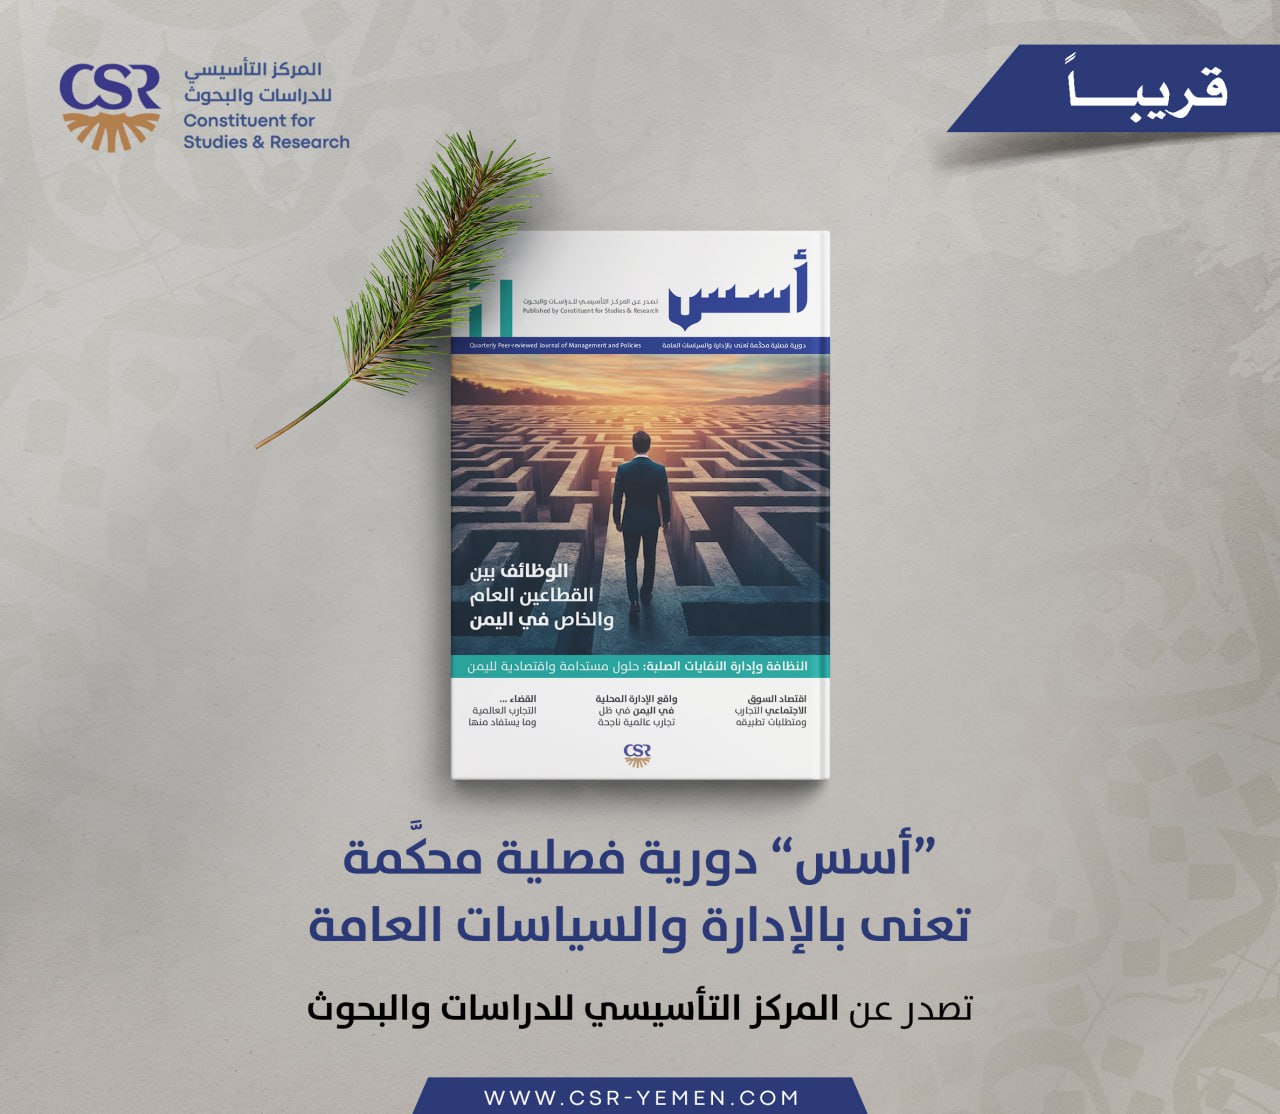 المركز التأسيسي
للدراسات والبحوث
Constituent for
Studies & Research
CSR
قريبـــاً
أسس
تصدر عن المركز التأسيسي للدراسات والبحوث
Published by Constituent for Studies & Research
دورية فصلية محكَّمة تعنى بالإدارة والسياسات العامة
Quarterly Peer-reviewed Journal of Management and Policies
الوظائف بين
القطاعين العام
والخاص في اليمن
النظافة وإدارة النفايات الصلبة: حلول مستدامة واقتصادية لليمن
اقتصاد السوق
الاجتماعي التجارب
ومتطلبات تطبيقه
واقع الإدارة المحلية
في اليمن في ظل
تجارب عالمية ناجحة
القضاء ...
التجارب العالمية
وما يستفاد منها
CSR
”أسس“ دورية فصلية محكَّمة
تعنى بالإدارة والسياسات العامة
تصدر عن المركز التأسيسي للدراسات والبحوث
WWW.CSR-YEMEN.COM